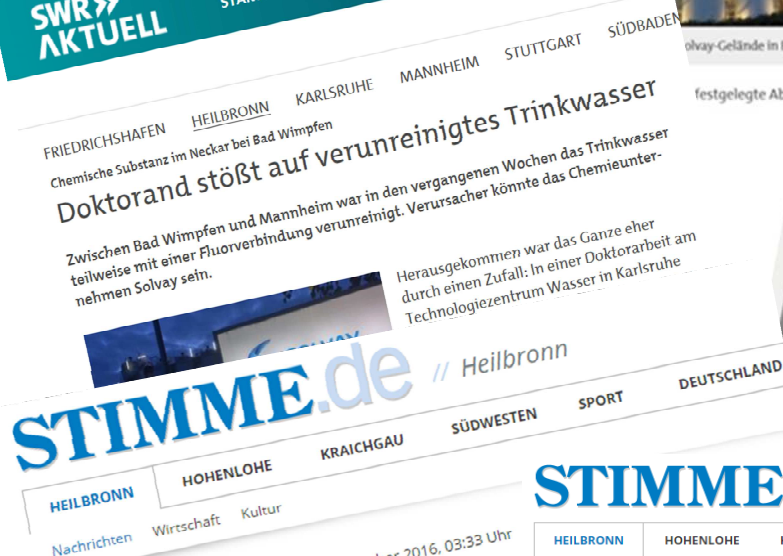 SWR»
AKTUELL
FRIEDRICHSHAFEN HEILBRONN KARLSRUHE MANNHEIM STUTTGART SÜDBADEN
Chemische Substanz im Neckar bei Bad Wimpfen
Doktorand stößt auf verunreinigtes Trinkwasser
Zwischen Bad Wimpfen und Mannheim war in den vergangenen Wochen das Trinkwasser
teilweise mit einer Fluorverbindung verunreinigt. Verursacher könnte das Chemieunter-
nehmen Solvay sein.
Herausgekommen war das Ganze eher
durch einen Zufall: In einer Doktorarbeit am
Technologiezentrum Wasser in Karlsruhe
olvay-Gelände in
festgelegte Ab
SOLVAY
STIMME.de // Heilbronn
HEILBRONN HOHENLOHE KRAICHGAU SÜDWESTEN SPORT DEUTSCHLAND
Nachrichten Wirtschaft Kultur
2016, 03:33 Uhr
STIMME
HEILBRONN HOHENLOHE